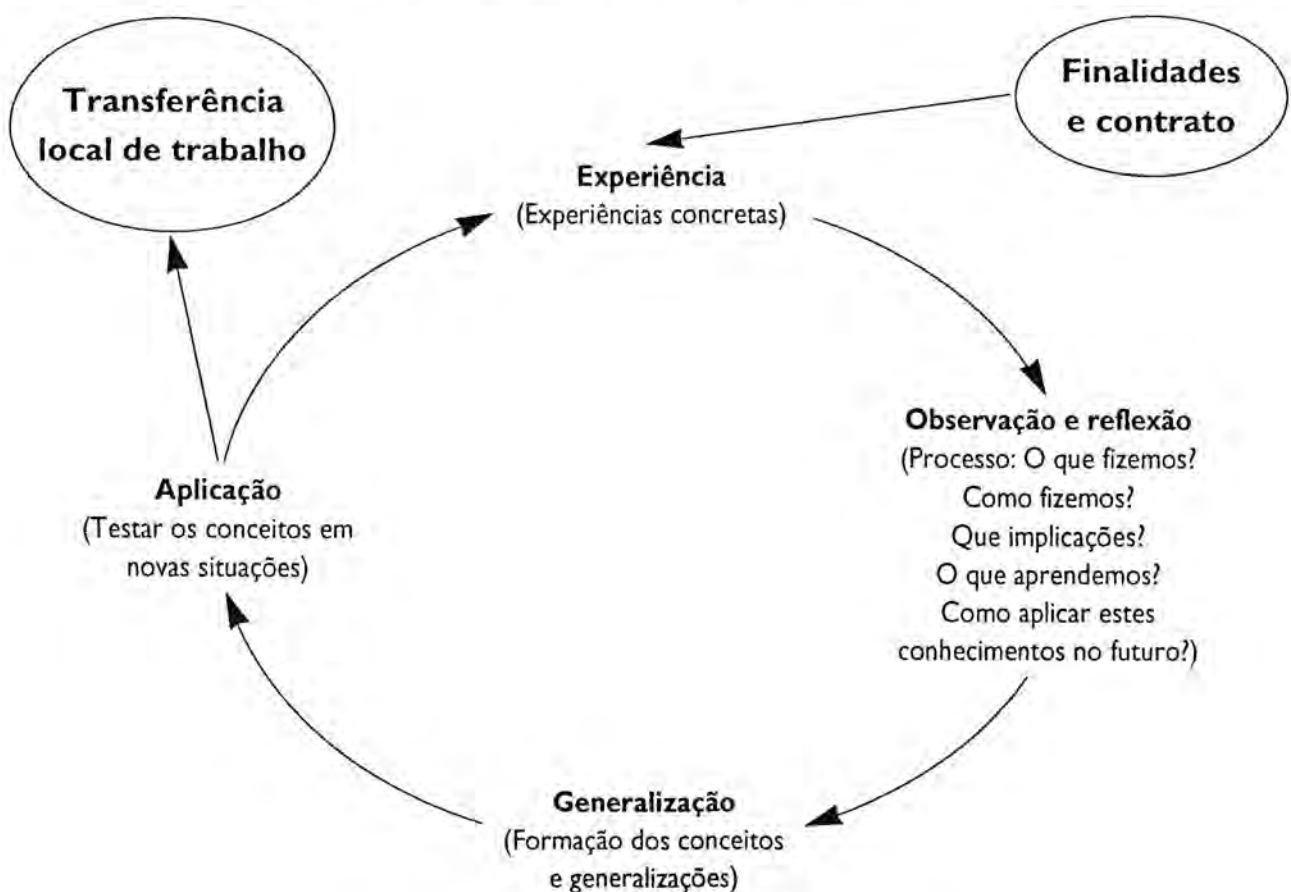 Transferência
local de trabalho
Finalidades
e contrato
Experiência
(Experiências concretas)
Observação e reflexão
(Processo: O que fizemos?
Como fizemos?
Que implicações?
O que aprendemos?
Como aplicar estes
conhecimentos no futuro?)
Generalização
(Formação dos conceitos
e generalizações)
Aplicação
(Testar os conceitos em
novas situações)